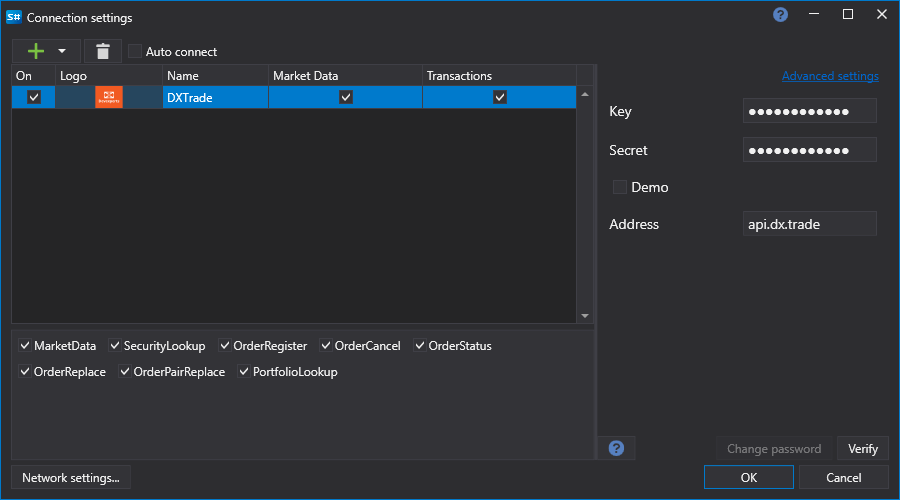 S# Connection settings
Auto connect
On Logo Name Market Data Transactions
DXTrade
Advanced settings
Key ●●●●●●●●●●●●
Secret ●●●●●●●●●●●●
Demo
Address api.dx.trade
MarketData SecurityLookup OrderRegister OrderCancel OrderStatus
OrderReplace OrderPairReplace PortfolioLookup
Change password Verify
Network settings... OK Cancel